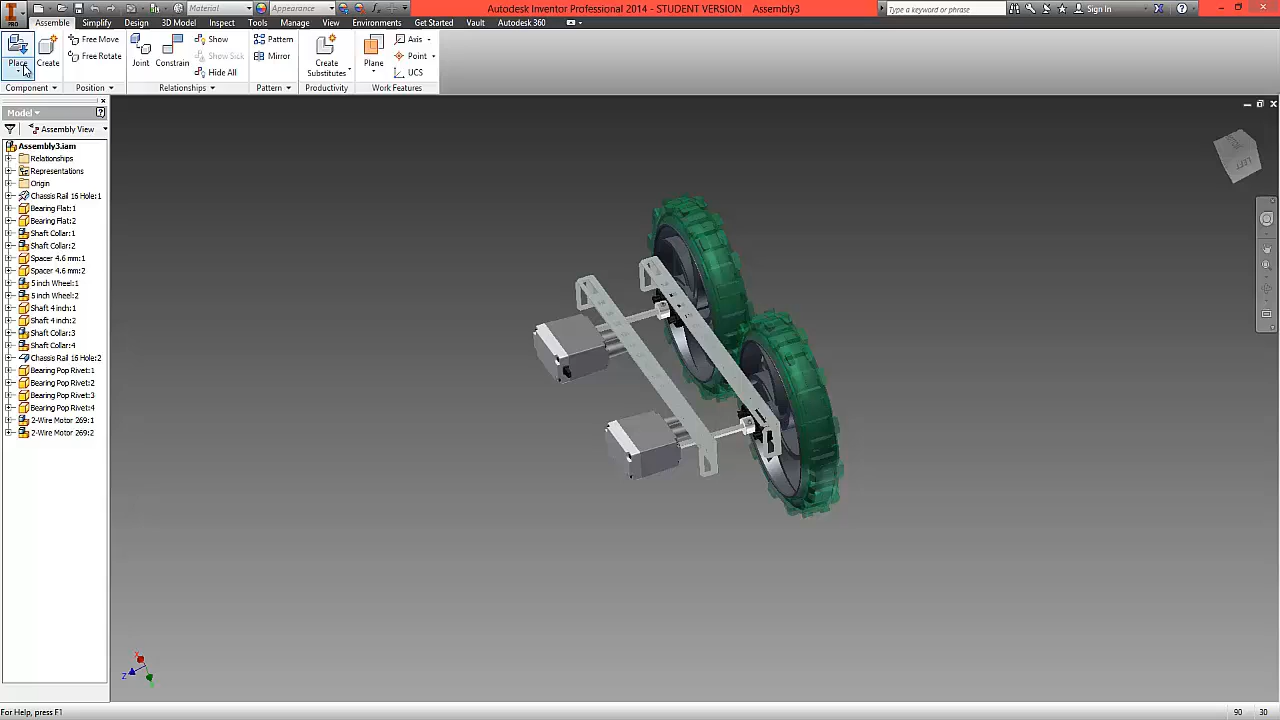 Material
Appearance
Autodesk Inventor Professional 2014 - STUDENT VERSION Assembly3
Type a keyword or phrase
Sign In
PRO
Assemble
Simplify
Design
3D Model
Inspect
Tools
Manage
View
Environments
Get Started
Vault
Autodesk 360
Place
Create
Free Move
Free Rotate
Joint
Constrain
Show
Show Sick
Hide All
Pattern
Mirror
Create
Substitutes
Plane
Axis
Point
UCS
Component
Position
Relationships
Pattern
Productivity
Work Features
Model
Assembly View
Assembly3.iam
Relationships
Representations
Origin
Chassis Rail 16 Hole:1
Bearing Flat:1
Bearing Flat:2
Shaft Collar:1
Shaft Collar:2
Spacer 4.6 mm:1
Spacer 4.6 mm:2
5 inch Wheel:1
5 inch Wheel:2
Shaft 4 inch:1
Shaft 4 inch:2
Shaft Collar:3
Shaft Collar:4
Chassis Rail 16 Hole:2
Bearing Pop Rivet:1
Bearing Pop Rivet:2
Bearing Pop Rivet:3
Bearing Pop Rivet:4
2-Wire Motor 269:1
2-Wire Motor 269:2
LEFT
Z
For Help, press F1
90
30